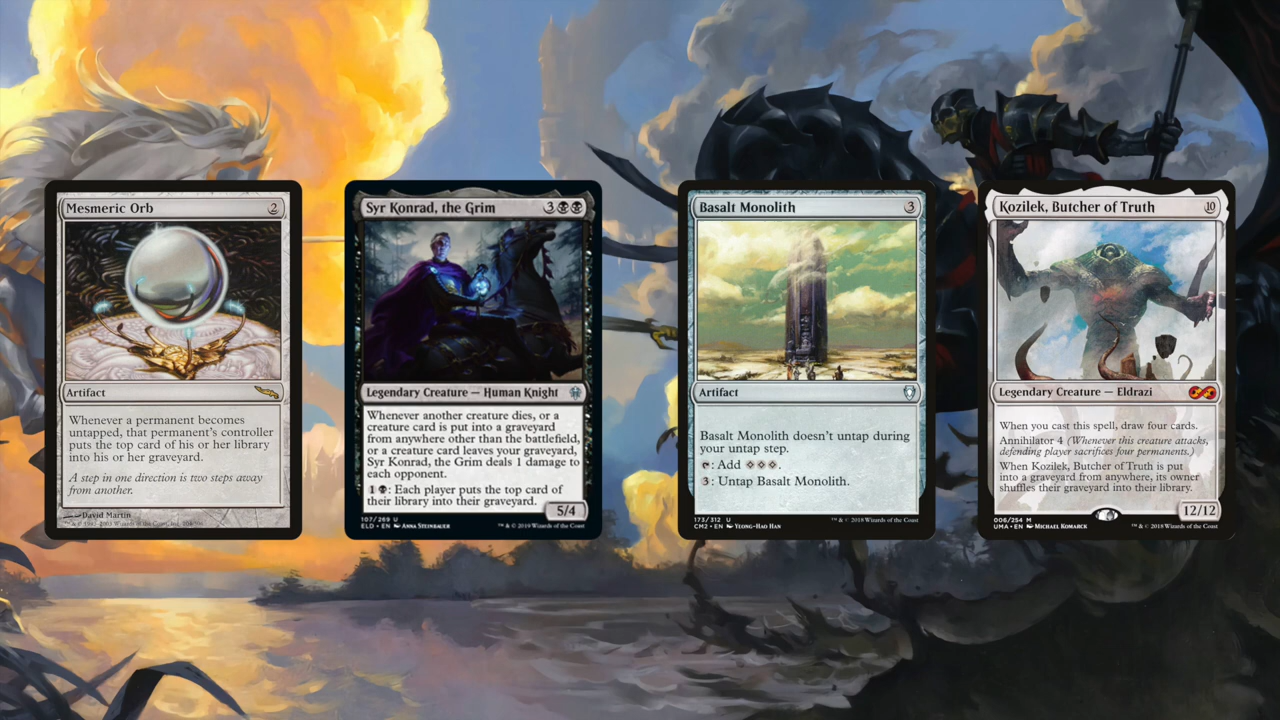 Mesmeric Orb 2
Artifact
Whenever a permanent becomes
untapped, that permanent's controller
puts the top card of his or her library
into his or her graveyard.
A step in one direction is two steps away
from another.
David Martin
Syr Konrad, the Grim 3
Legendary Creature — Human Knight
Whenever another creature dies, or a
creature card is put into a graveyard
from anywhere other than the battlefield,
or a creature card leaves your graveyard,
Syr Konrad, the Grim deals 1 damage to
each opponent.
1: Each player puts the top card of
their library into their graveyard.
5/4
107/269 U
ELD • EN Anna Steinbauer
™ & © 2019 Wizards of the Coast
Basalt Monolith 3
Artifact
Basalt Monolith doesn't untap during
your untap step.
: Add .
3: Untap Basalt Monolith.
173/312 U
CM2 • EN Yeong-Hao Han
™ & © 2018 Wizards of the Coast
Kozilek, Butcher of Truth 10
Legendary Creature — Eldrazi
When you cast this spell, draw four cards.
Annihilator 4 (Whenever this creature attacks,
defending player sacrifices four permanents.)
When Kozilek, Butcher of Truth is put
into a graveyard from anywhere, its owner
shuffles their graveyard into their library.
12/12
006/254 M
UMA • EN Michael Komarck
™ & © 2018 Wizards of the Coast